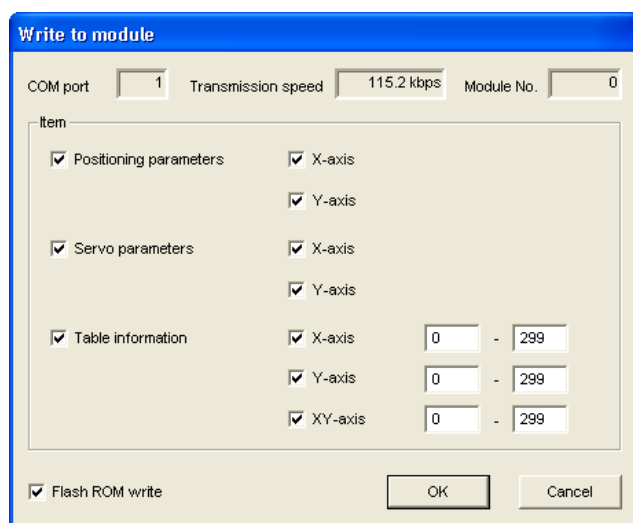 Write to module
COM port 1 Transmission speed 115.2 kbps Module No. 0
Item
Positioning parameters X-axis
Y-axis
Servo parameters X-axis
Y-axis
Table information X-axis 0 - 299
Y-axis 0 - 299
XY-axis 0 - 299
Flash ROM write OK Cancel